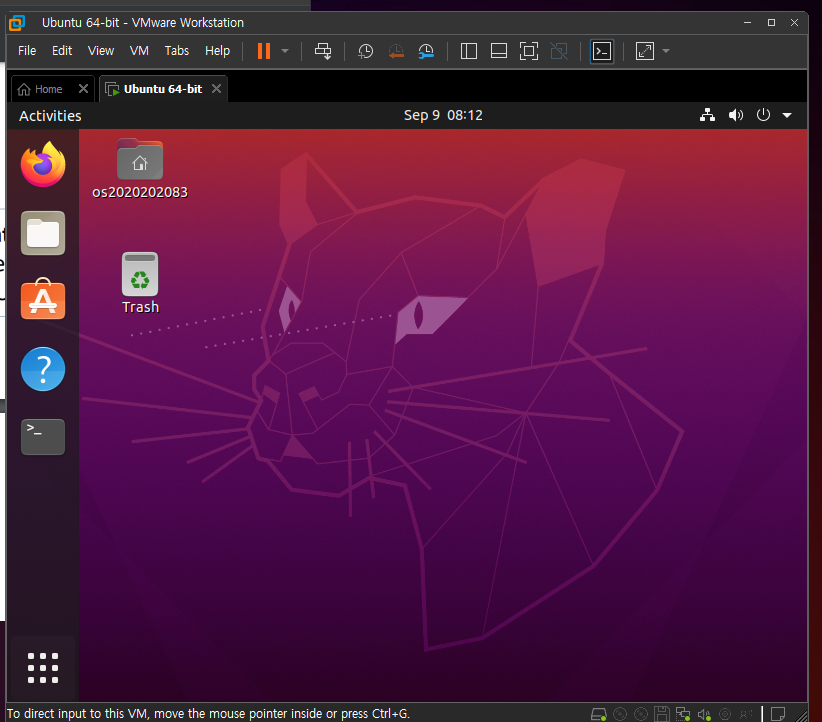 Ubuntu 64-bit - VMware Workstation
File Edit View VM Tabs Help
Home Ubuntu 64-bit
Activities Sep 9 08:12
os2020202083
Trash
To direct input to this VM, move the mouse pointer inside or press Ctrl+G.